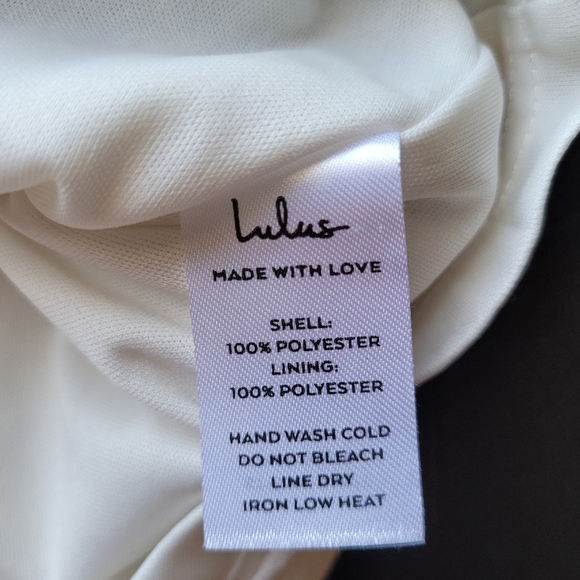 Lulus
MADE WITH LOVE
SHELL:
100% POLYESTER
LINING:
100% POLYESTER
HAND WASH COLD
DO NOT BLEACH
LINE DRY
IRON LOW HEAT